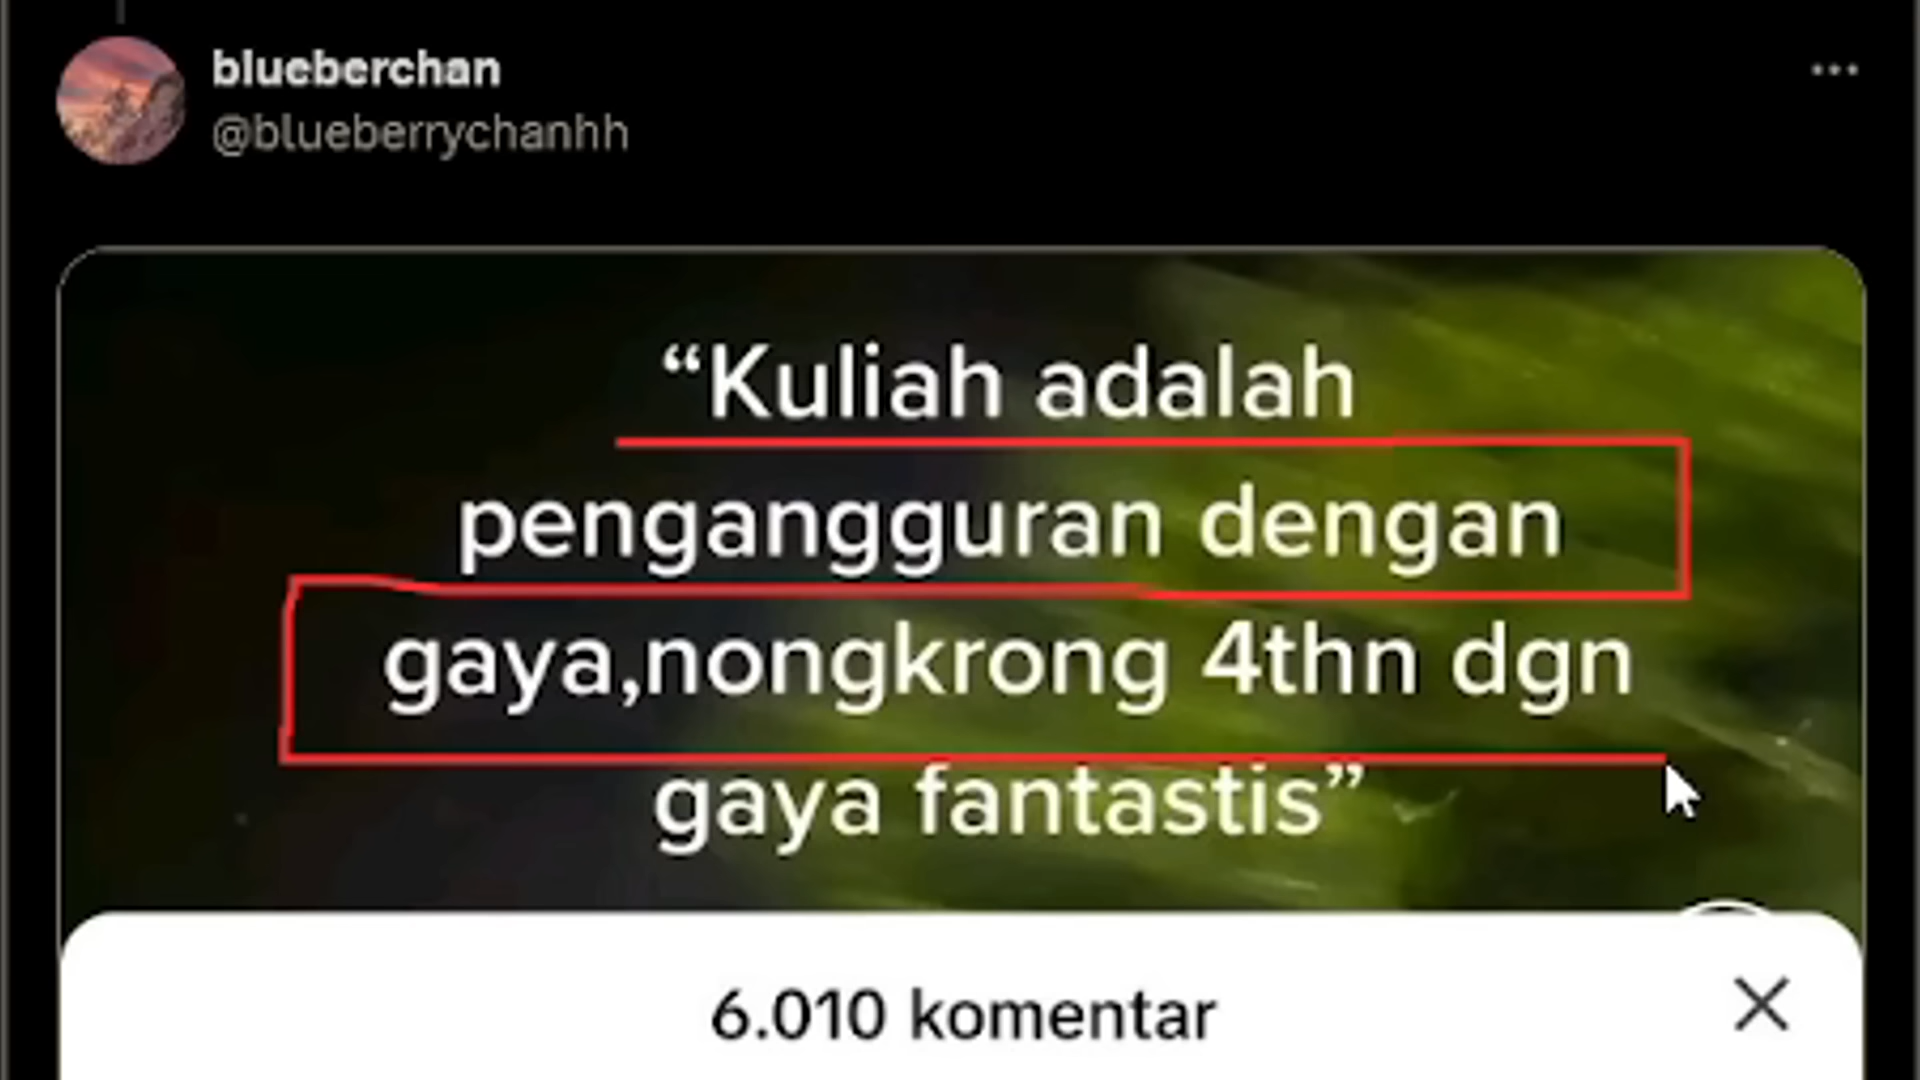 blueberchan
@blueberrychanhh
“Kuliah adalah
pengangguran dengan
gaya,nongkrong 4thn dgn
gaya fantastis”
6.010 komentar